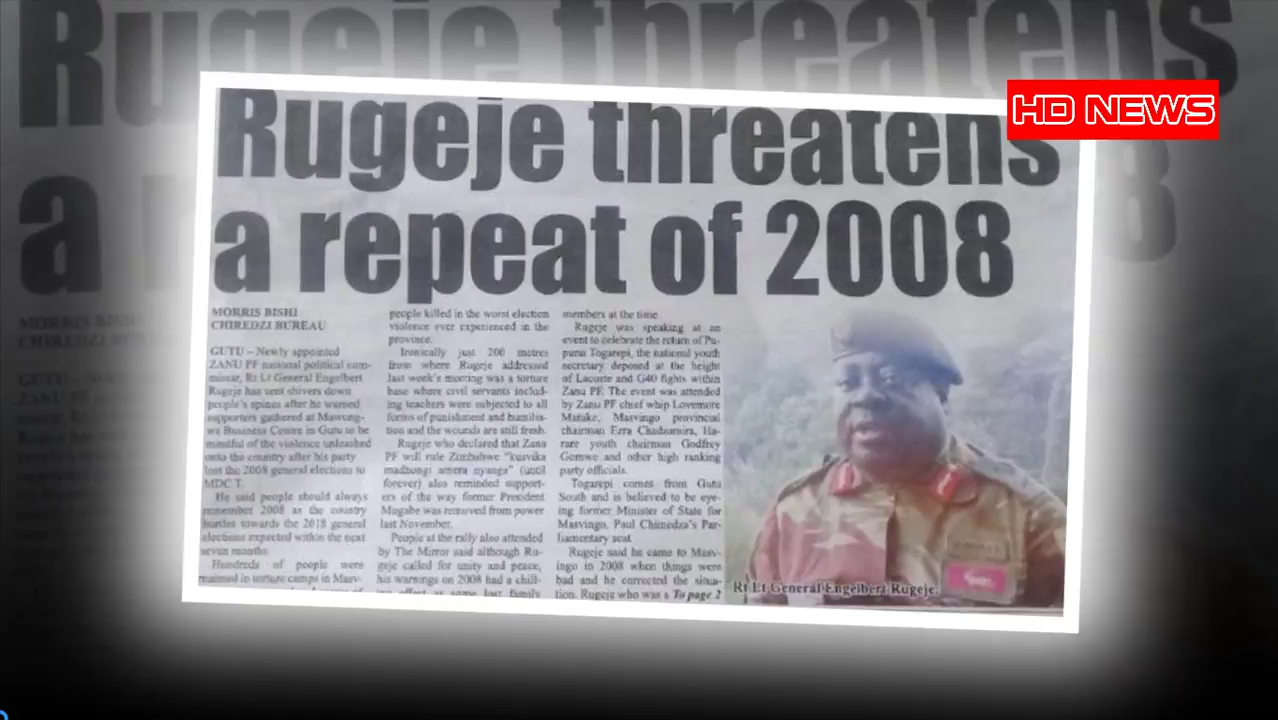 HD NEWS
Rugeje threatens
a repeat of 2008
MORRIS BISHI
CHIREDZI BUREAU
GUTU – Newly appointed
ZANU PF national political com-
missar, Rt Lt General Engelbert
Rugeje has sent shivers down
people's spines after he warned
supporters gathered at
Business Centre in Gutu to be
mindful of the violence unleashed
onto the country after his party
lost the 2008 general elections to
MDC T.
He said people should always
remember 2008 as the country
hurtles towards the 2018 general
elections expected within the next
seven months.
Hundreds of people were
maimed in torture camps in Masv-
people killed in the worst election
violence ever experienced in the
province.
Ironically just 200 metres
from where Rugeje addressed
last week's meeting was a torture
base where civil servants includ-
ing teachers were subjected to all
forms of punishment and humilia-
tion and the wounds are still fresh.
Rugeje who declared that Zanu
PF will rule Zimbabwe "kusvika
madhongi amera nyanga" (until
forever) also reminded support-
ers of the way former President
Mugabe was removed from power
last November.
People at the rally also attended
by The Mirror said although Ru-
geje called for unity and peace,
his warnings on 2008 had a chill-
ing effect as some lost family
members at the time.
Rugeje was speaking at an
event to celebrate the return of Pu-
purai Togarepi, the national youth
secretary deposed at the height
of Lacoste and G40 fights within
Zanu PF. The event was attended
by Zanu PF chief whip Lovemore
Matuke, Masvingo provincial
chairman Ezra Chadzamira, Ha-
rare youth chairman Godfrey
Gomwe and other high ranking
party officials.
Togarepi comes from Gutu
South and is believed to be eye-
ing former Minister of State for
Masvingo, Paul Chimedza's Par-
liamentary seat.
Rugeje said he came to Masv-
ingo in 2008 when things were
bad and he corrected the situa-
tion. Rugeje who was a To page 2
Rt Lt General Engelbert Rugeje.